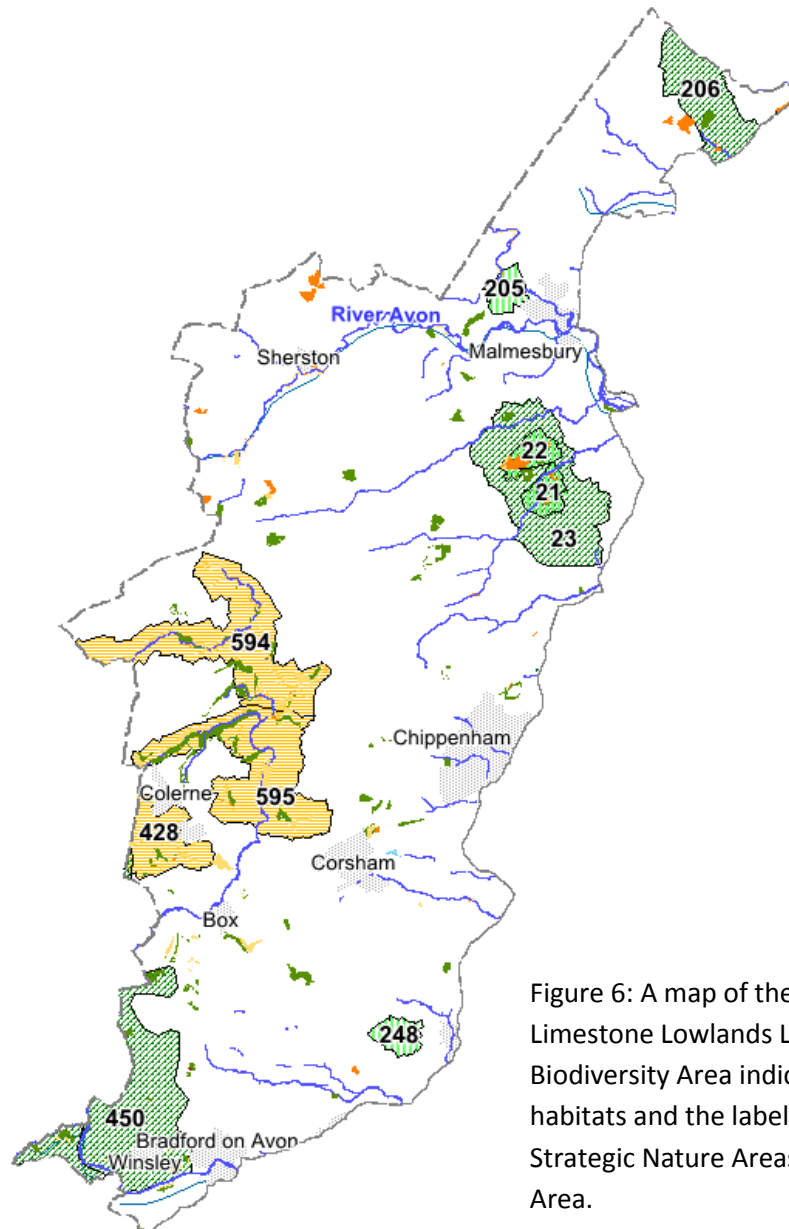 206
205
River Avon
Sherston
Malmesbury
22
21
23
594
Chippenham
Colerne
595
428
Corsham
Box
248
450
Bradford on Avon
Winsley
Figure 6: A map of the
Limestone Lowlands L
Biodiversity Area indic
habitats and the label
Strategic Nature Areas
Area.